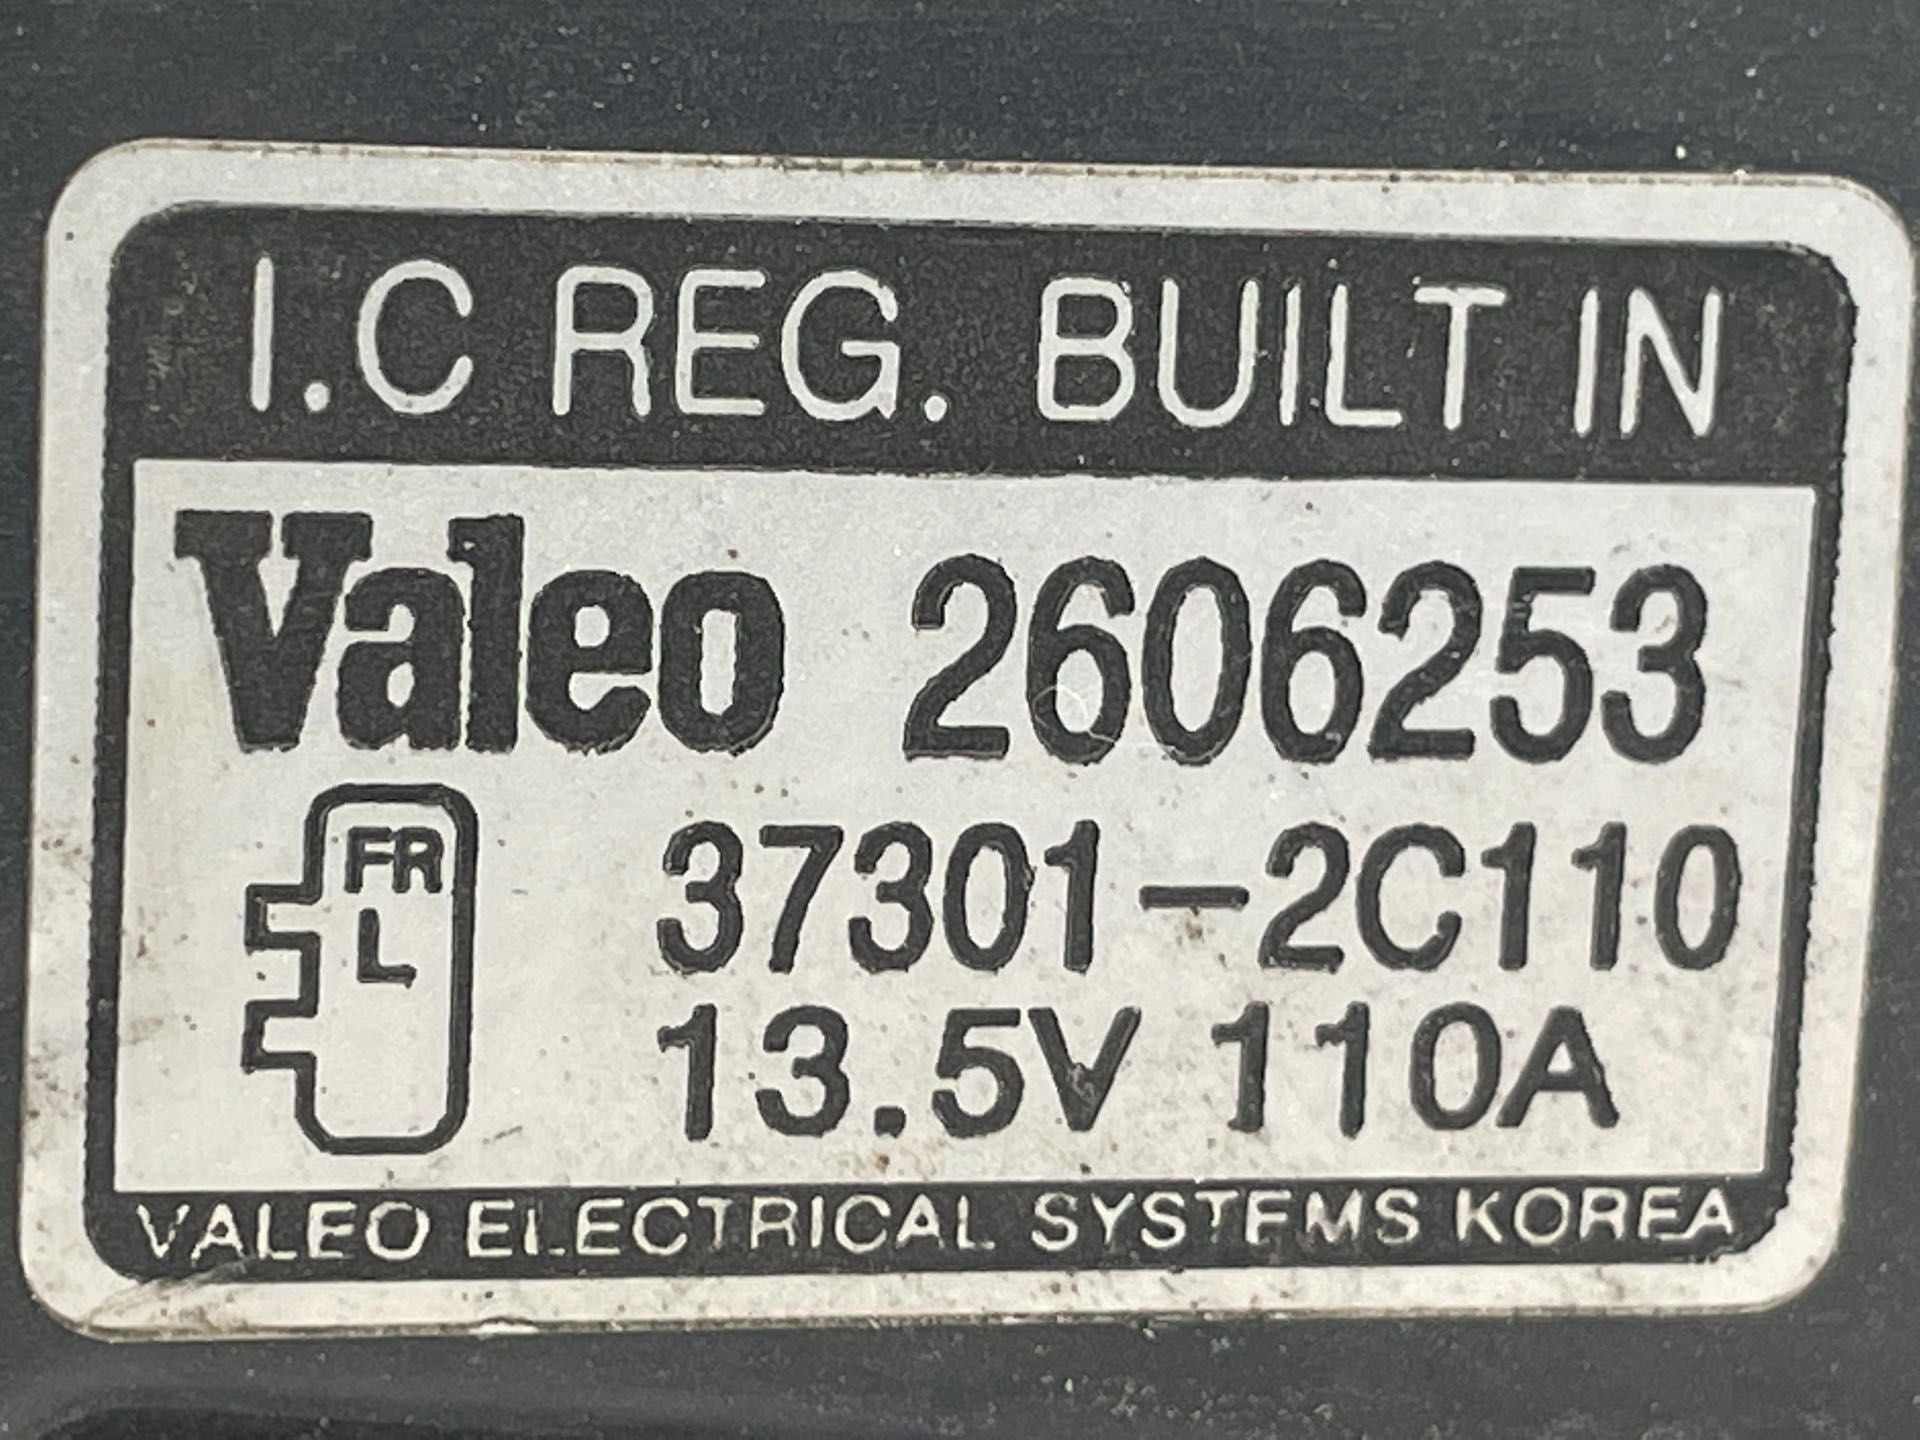 I.C REG. BUILT IN
Valeo 2606253
FR
L
37301-2C110
13.5V 110A
VALEO ELECTRICAL SYSTEMS KOREA